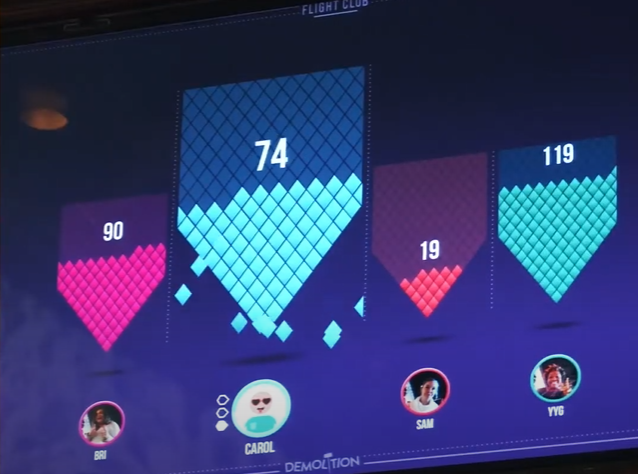 FLIGHT CLUB
90
74
19
119
BRI
CAROL
SAM
YYG
DEMOLITION